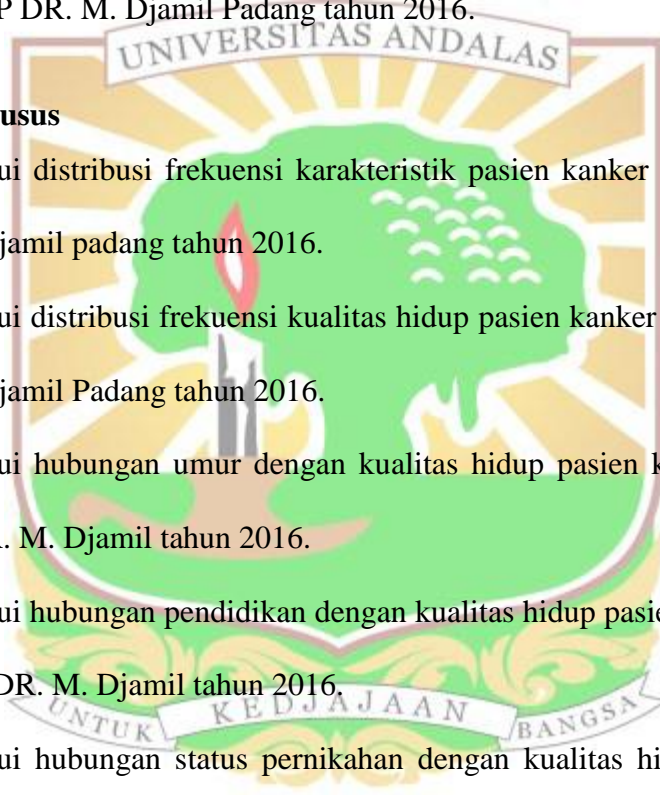 P DR. M. Djamil Padang tahun 2016.
UNIVERSITAS ANDALAS
usus
ui distribusi frekuensi karakteristik pasien kanker
jamil padang tahun 2016.
ui distribusi frekuensi kualitas hidup pasien kanker
jamil Padang tahun 2016.
ui hubungan umur dengan kualitas hidup pasien k
. M. Djamil tahun 2016.
ui hubungan pendidikan dengan kualitas hidup pasie
DR. M. Djamil tahun 2016.
UNTUK KEDJAJAAN BANGSA
ui hubungan status pernikahan dengan kualitas hi